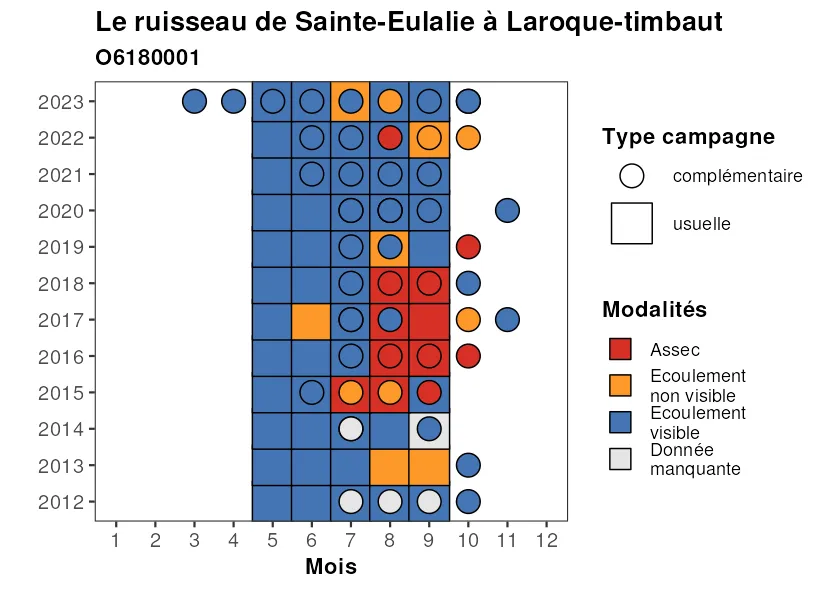 Le ruisseau de Sainte-Eulalie à Laroque-timbaut
O6180001
2023
2022
2021
2020
2019
2018
2017
2016
2015
2014
2013
2012
1 2 3 4 5 6 7 8 9 10 11 12
Mois
Type campagne
complémentaire
usuelle
Modalités
Assec
Ecoulement
non visible
Ecoulement
visible
Donnée
manquante